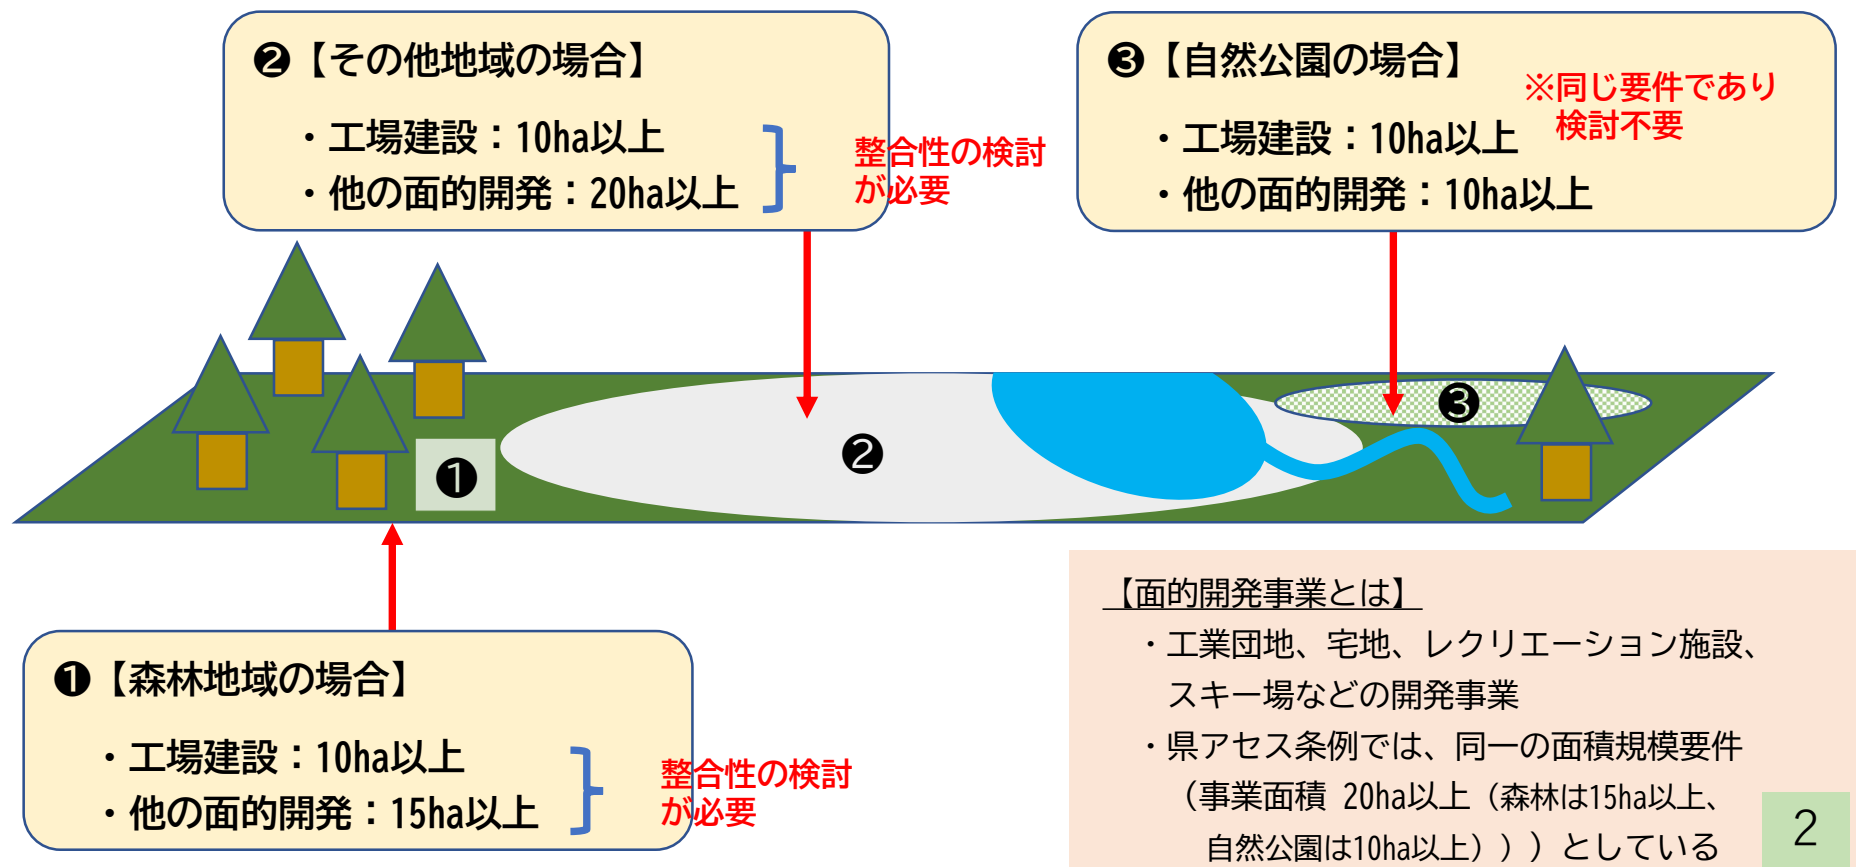 ❷【その他地域の場合】
・工場建設：10ha以上
・他の面的開発：20ha以上
整合性の検討
が必要
❸【自然公園の場合】
※同じ要件であり
検討不要
・工場建設：10ha以上
・他の面的開発：10ha以上
❶
❷
❸
❶【森林地域の場合】
・工場建設：10ha以上
・他の面的開発：15ha以上
整合性の検討
が必要
【面的開発事業とは】
・工業団地、宅地、レクリエーション施設、
スキー場などの開発事業
・県アセス条例では、同一の面積規模要件
（事業面積 20ha以上（森林は15ha以上、
自然公園は10ha以上）））としている
2